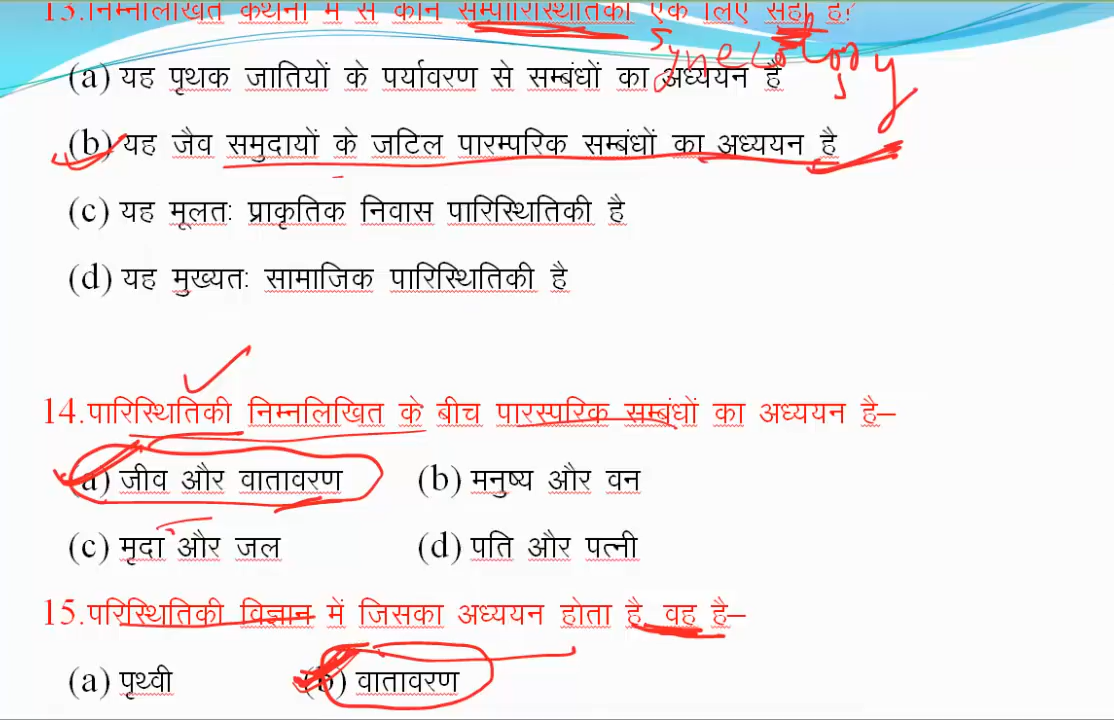 13.निम्नलिखित कथनों में से कौन सम्पारिस्थितिकी एक लिए सही है?
Synecology
(a) यह पृथक जातियों के पर्यावरण से सम्बंधों का अध्ययन है
(b) यह जैव समुदायों के जटिल पारम्परिक सम्बंधों का अध्ययन है
(c) यह मूलतः प्राकृतिक निवास पारिस्थितिकी है
(d) यह मुख्यतः सामाजिक पारिस्थितिकी है
14.पारिस्थितिकी निम्नलिखित के बीच पारस्परिक सम्बंधों का अध्ययन है–
(a) जीव और वातावरण (b) मनुष्य और वन
(c) मृदा और जल (d) पति और पत्नी
15.परिस्थितिकी विज्ञान में जिसका अध्ययन होता है, वह है–
(a) पृथ्वी (b) वातावरण